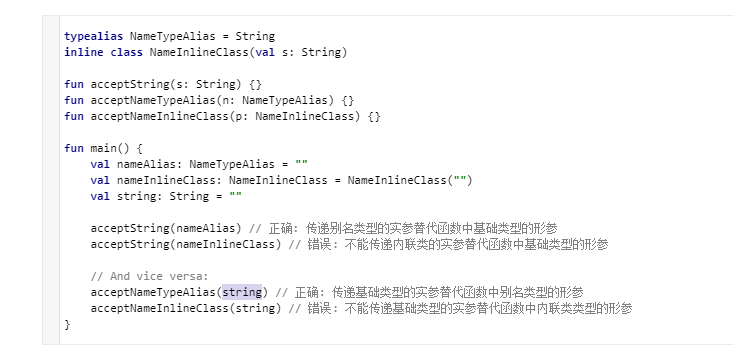 typealias NameTypeAlias = String
inline class NameInlineClass(val s: String)
fun acceptString(s: String) {}
fun acceptNameTypeAlias(n: NameTypeAlias) {}
fun acceptNameInlineClass(p: NameInlineClass) {}
fun main() {
val nameAlias: NameTypeAlias = ""
val nameInlineClass: NameInlineClass = NameInlineClass("")
val string: String = ""
acceptString(nameAlias) // 正确: 传递别名类型的实参替代函数中基础类型的形参
acceptString(nameInlineClass) // 错误: 不能传递内联类的实参替代函数中基础类型的形参
// And vice versa:
acceptNameTypeAlias(string) // 正确: 传递基础类型的实参替代函数中别名类型的形参
acceptNameInlineClass(string) // 错误: 不能传递基础类型的实参替代函数中内联类类型的形参
}